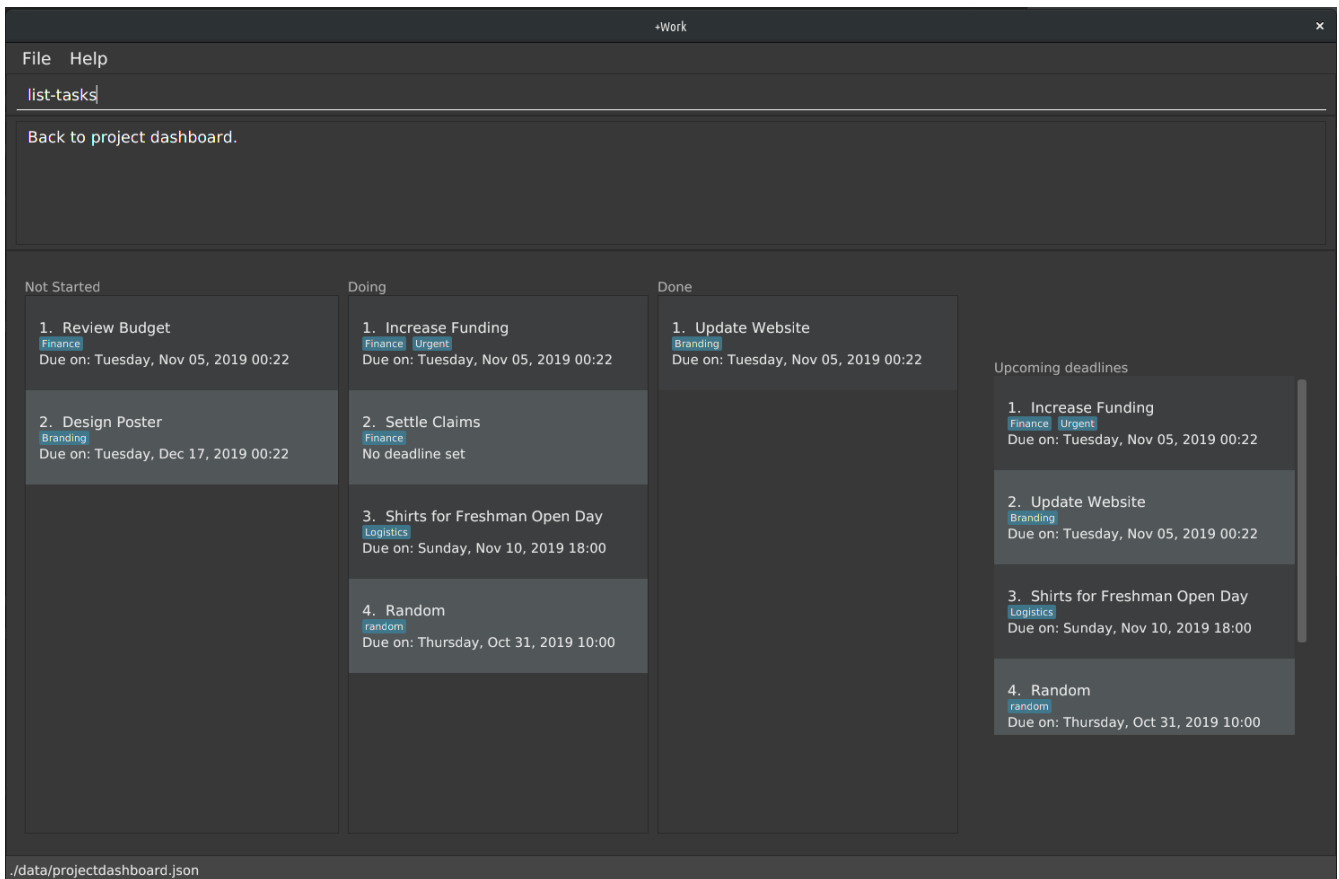 +Work
×
File Help
list-tasks
Back to project dashboard.
Not Started
1. Review Budget
Finance
Due on: Tuesday, Nov 05, 2019 00:22
2. Design Poster
Branding
Due on: Tuesday, Dec 17, 2019 00:22
Doing
1. Increase Funding
Finance Urgent
Due on: Tuesday, Nov 05, 2019 00:22
2. Settle Claims
Finance
No deadline set
3. Shirts for Freshman Open Day
Logistics
Due on: Sunday, Nov 10, 2019 18:00
4. Random
random
Due on: Thursday, Oct 31, 2019 10:00
Done
1. Update Website
Branding
Due on: Tuesday, Nov 05, 2019 00:22
Upcoming deadlines
1. Increase Funding
Finance Urgent
Due on: Tuesday, Nov 05, 2019 00:22
2. Update Website
Branding
Due on: Tuesday, Nov 05, 2019 00:22
3. Shirts for Freshman Open Day
Logistics
Due on: Sunday, Nov 10, 2019 18:00
4. Random
random
Due on: Thursday, Oct 31, 2019 10:00
./data/projectdashboard.json